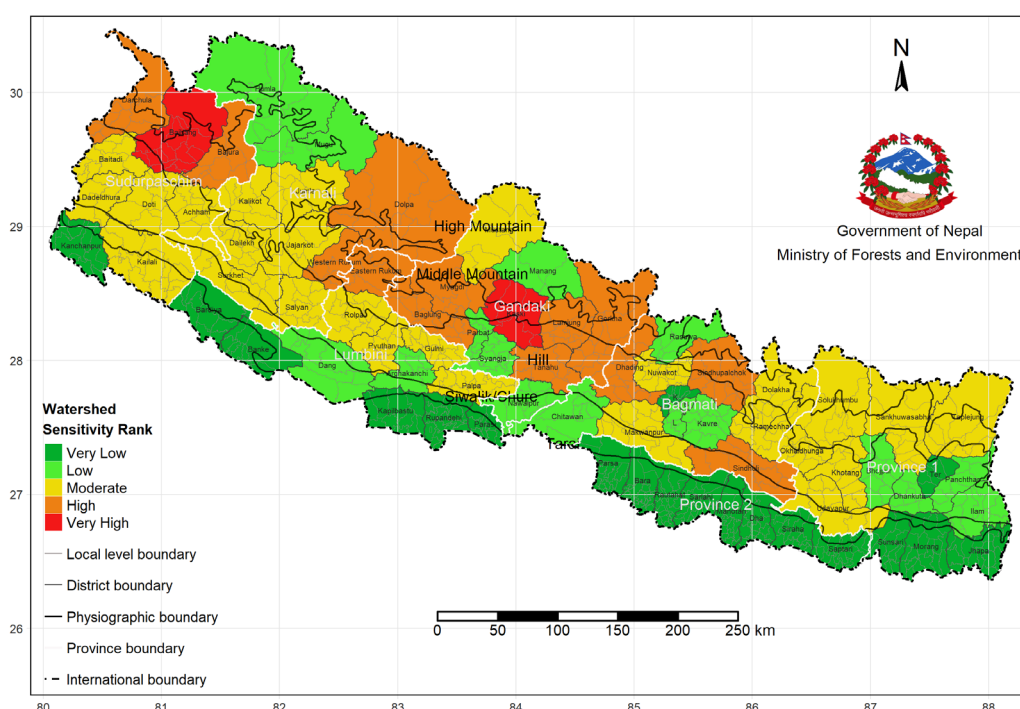 N
Government of Nepal
Ministry of Forests and Environment
30
29
28
27
26
80
81
82
83
84
85
86
87
88
Humla
Darchula
Bajhang
Mugu
Bajura
Baitadi
Sudurpaschim
Karnali
Dadeldhura
Doti
Achham
Kalikot
Dolpa
High Mountain
Kanchanpur
Kailali
Dailekh
Jajarkot
Surkhet
Western Rukum
Eastern Rukum
Middle Mountain
Manang
Myagdi
Gandaki
Bardiya
Salyan
Rolpa
Baglung
Parbat
Lamjung
Gorkha
Rasuwa
Banke
Dang
Lumbini
Pyuthan
Gulmi
Syangja
Hill
Tanahu
Dhading
Nuwakot
Sindhupalchok
Arghakanchi
Palpa
Siwalik/Chure
Nawalpur
Chitawan
Bagmati
Kavre
L
Dolakha
Ramechhap
Solukhumbu
Sankhuwasabha
Taplejung
Kapilbastu
Rupandehi
Parasi
Makwanpur
Tarai
Sindhuli
Okhaldhunga
Khotang
Province 1
Panchthar
Dhankuta
Ilam
Udayapur
Parsa
Bara
Rautahat
Sarlahi
Province 2
Dha
Siraha
Saptari
Sunsari
Morang
Jhapa
Watershed
Sensitivity Rank
Very Low
Low
Moderate
High
Very High
Local level boundary
District boundary
Physiographic boundary
Province boundary
International boundary
0 50 100 150 200 250 km